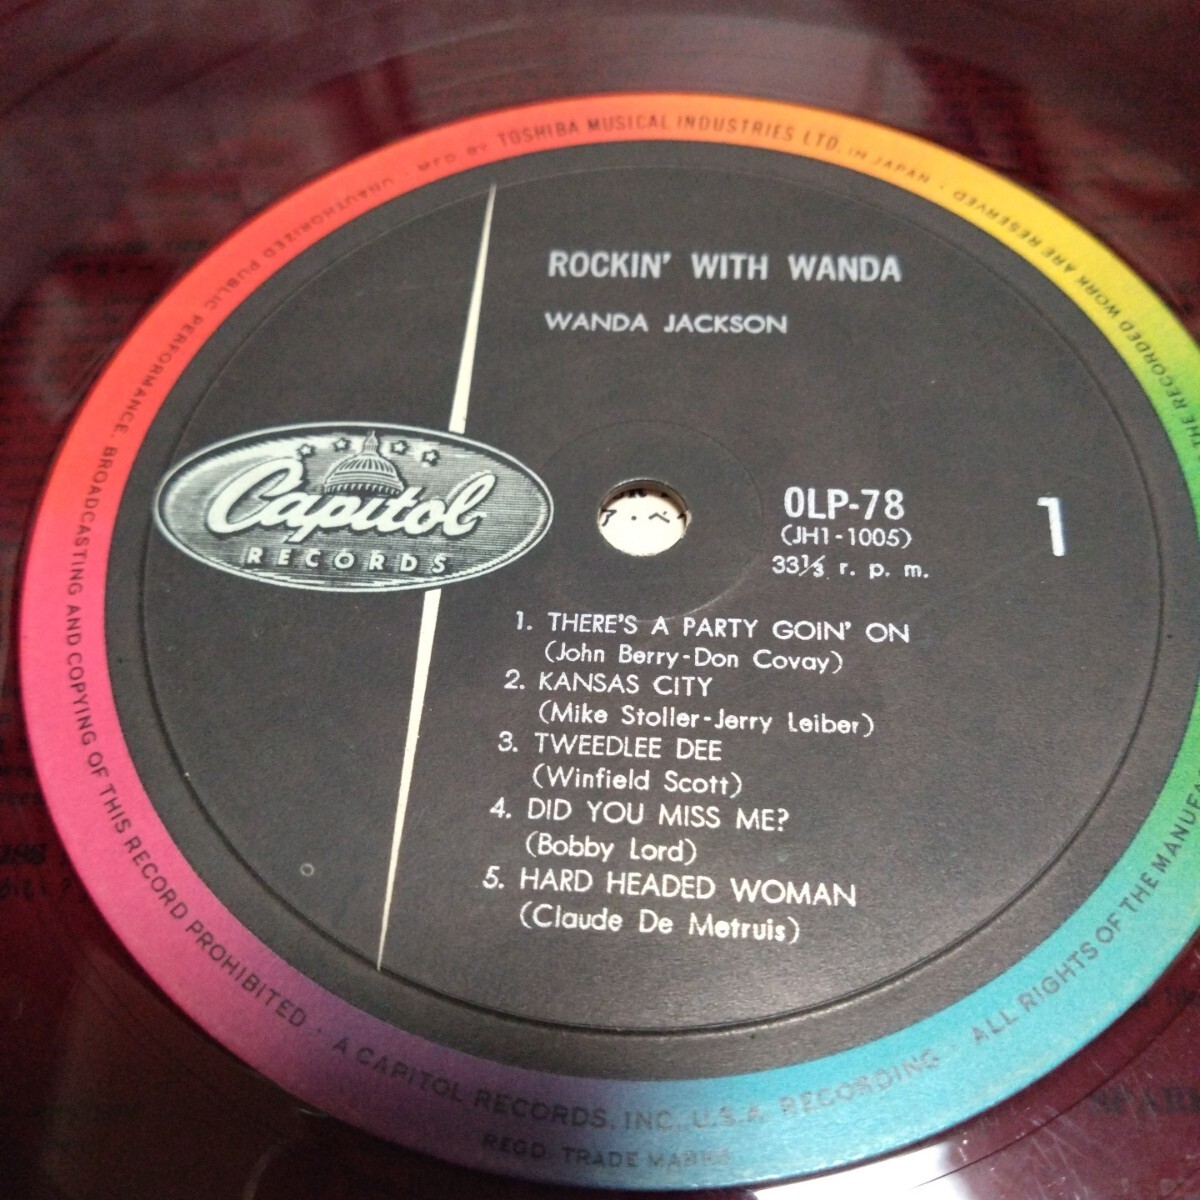 MFD BY TOSHIBA MUSICAL INDUSTRIES LTD. IN JAPAN · 
UNAUTHORIZED PUBLIC PERFORMANCE, BROADCASTING AND COPYING OF THIS RECORD PROHIBITED ·
A CAPITOL RECORDS, INC. U.S.A. RECORDING ·
REGD. TRADE MARKS
ALL RIGHTS OF THE MANUFA
THE RECORDED WORK ARE RESERVED ·
ROCKIN' WITH WANDA
WANDA JACKSON
Capitol
RECORDS
OLP-78
(JH1-1005)
33⅓ r. p. m.
1
1. THERE'S A PARTY GOIN' ON
(John Berry-Don Covay)
2. KANSAS CITY
(Mike Stoller-Jerry Leiber)
3. TWEEDLEE DEE
(Winfield Scott)
4. DID YOU MISS ME?
(Bobby Lord)
5. HARD HEADED WOMAN
(Claude De Metruis)